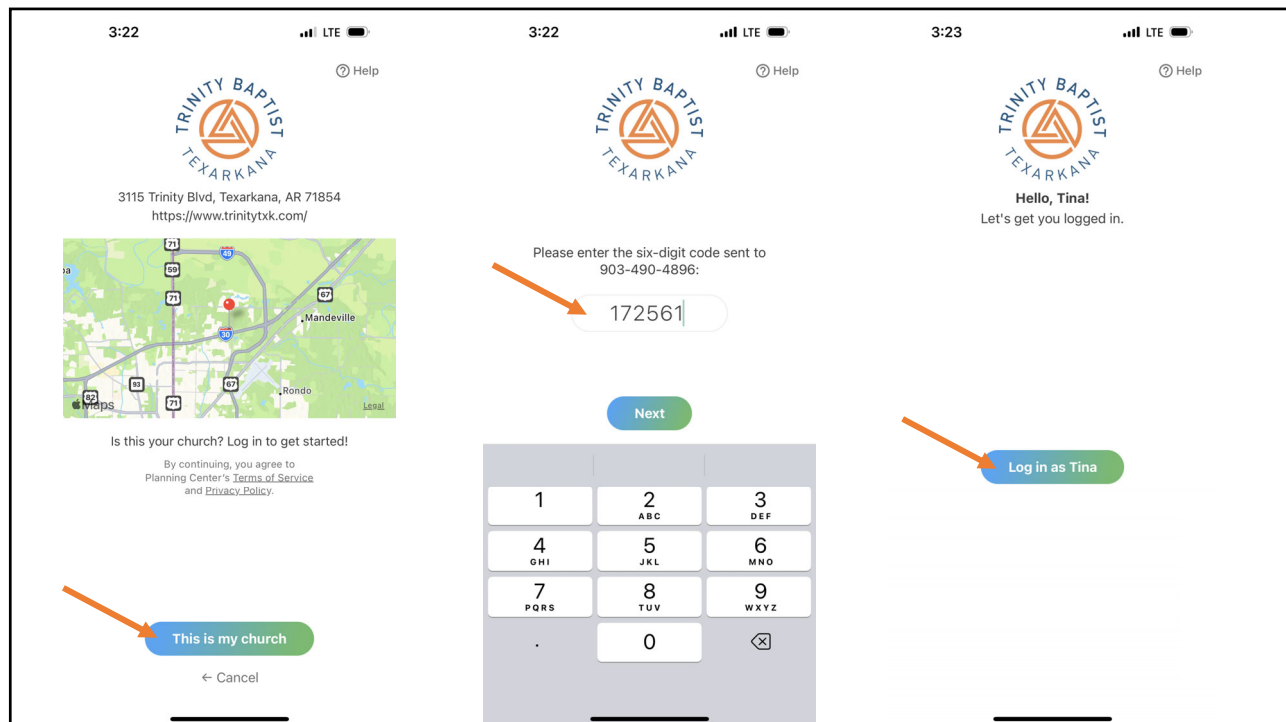 3:22
LTE
Help
TRINITY BAPTIST
TEXARKANA
3115 Trinity Blvd, Texarkana, AR 71854
https://www.trinitytxk.com/
71
49
59
71
67
Mandeville
30
93
67
82
71
Rondo
Maps
Legal
Is this your church? Log in to get started!
By continuing, you agree to
Planning Center's Terms of Service
and Privacy Policy.
This is my church
← Cancel
3:22
LTE
Help
TRINITY BAPTIST
TEXARKANA
Please enter the six-digit code sent to
903-490-4896:
172561
Next
1 2 3
ABC DEF
4 5 6
GHI JKL MNO
7 8 9
PQRS TUV WXYZ
. 0
3:23
LTE
Help
TRINITY BAPTIST
TEXARKANA
Hello, Tina!
Let's get you logged in.
Log in as Tina